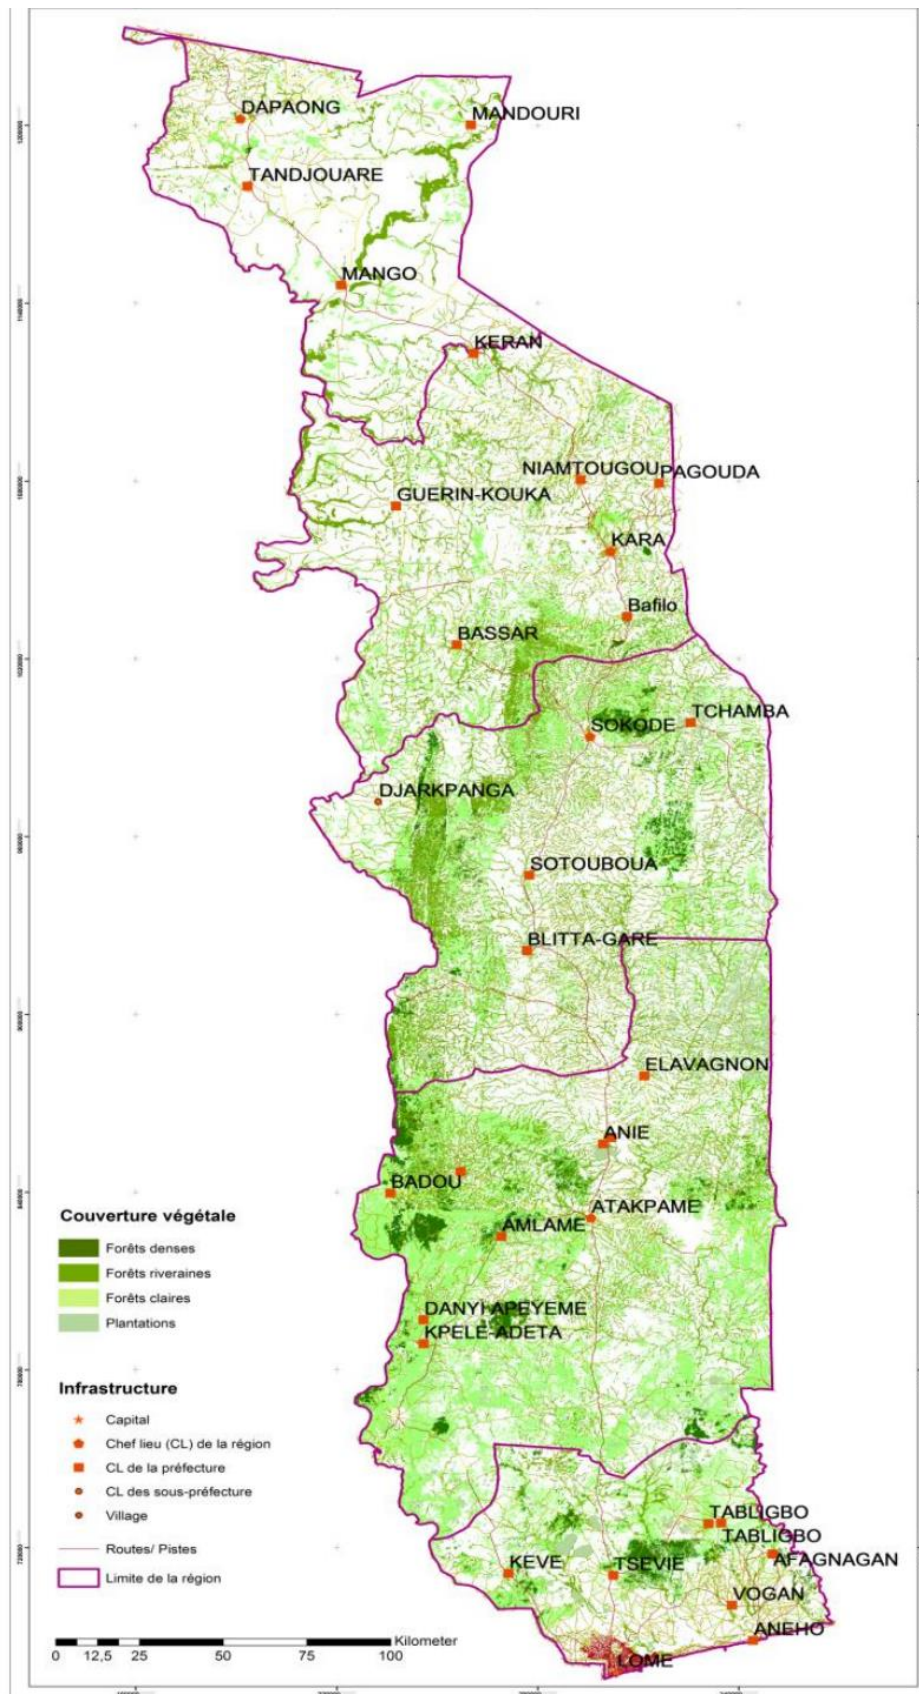 DAPAONG
MANDOURI
TANDJOUARE
MANGO
KERAN
NIAMTOUGOU
PAGOUDA
GUERIN-KOUKA
KARA
Bafilo
BASSAR
TCHAMBA
SOKODE
DJARKPANGA
SOTOUBOUA
BLITTA-GARE
ELAVAGNON
ANIE
BADOU
ATAKPAME
AMLAME
Couverture végétale
Forêts denses
Forêts riveraines
Forêts claires
Plantations
DANYI-APEYEME
KPELE-ADETA
Infrastructure
Capital
Chef lieu (CL) de la région
CL de la préfecture
CL des sous-préfecture
Village
Routes/ Pistes
Limite de la région
TABLIGBO
TABLIGBO
AFAGNAGAN
KEVE
TSEVIE
VOGAN
ANEHO
LOME
Kilometer
0 12,5 25 50 75 100